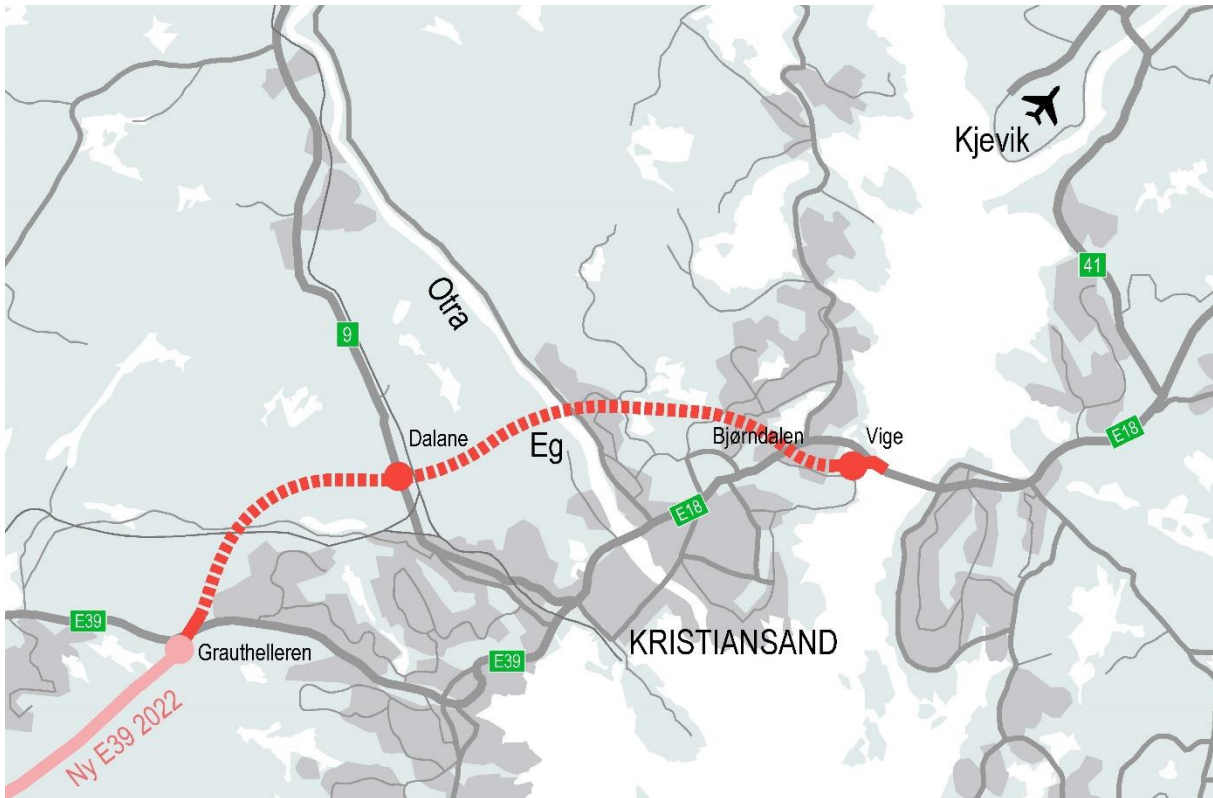 Kjevik
41
Otra
9
Dalane
Eg
Bjørndalen
Vige
E18
E18
E39
Grauthelleren
KRISTIANSAND
E39
Ny E39 2022